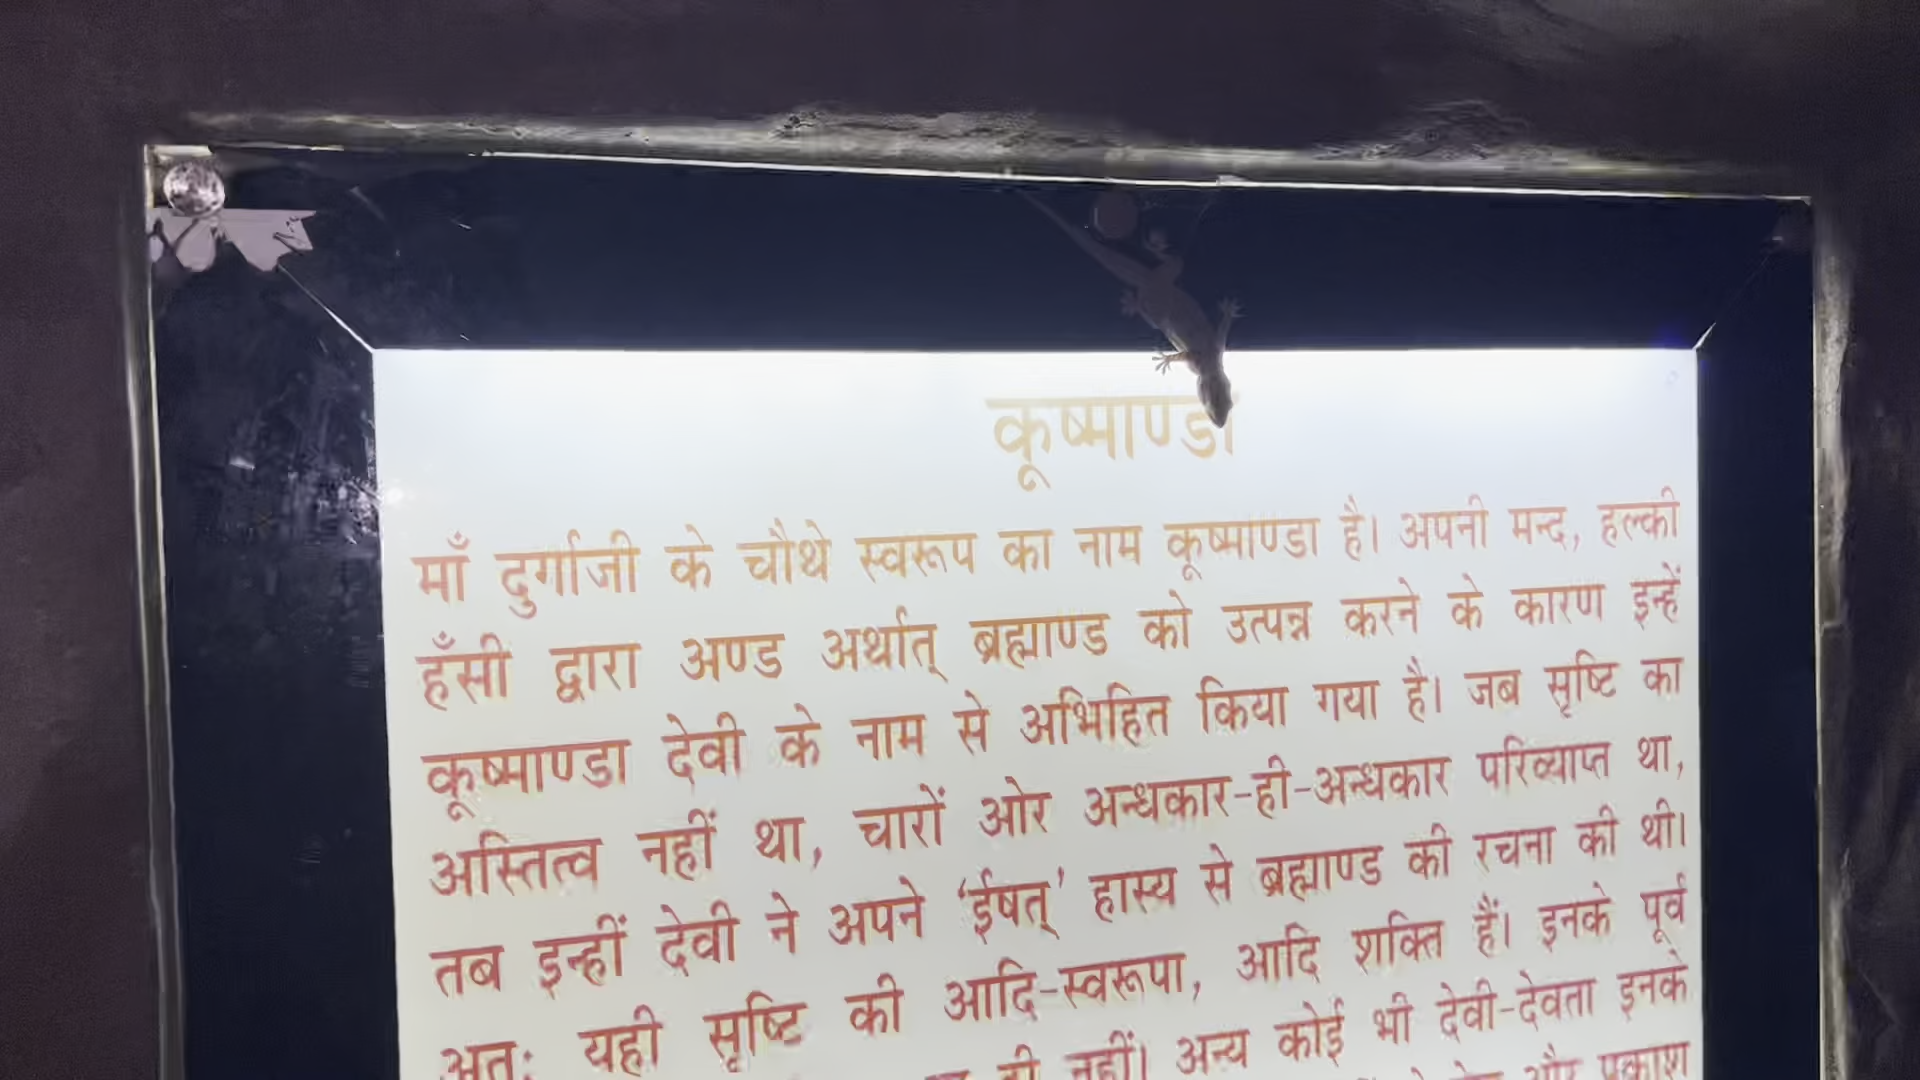 कूष्माण्डा
माँ दुर्गाजी के चौथे स्वरूप का नाम कूष्माण्डा है। अपनी मन्द, हल्की
हँसी द्वारा अण्ड अर्थात् ब्रह्माण्ड को उत्पन्न करने के कारण इन्हें
कूष्माण्डा देवी के नाम से अभिहित किया गया है। जब सृष्टि का
अस्तित्व नहीं था, चारों ओर अन्धकार-ही-अन्धकार परिव्याप्त था,
तब इन्हीं देवी ने अपने ‘ईषत्’ हास्य से ब्रह्माण्ड की रचना की थी।
अतः यही सृष्टि की आदि-स्वरूपा, आदि शक्ति हैं। इनके पूर्व
ही नहीं। अन्य कोई भी देवी-देवता इनके
और प्रकाश